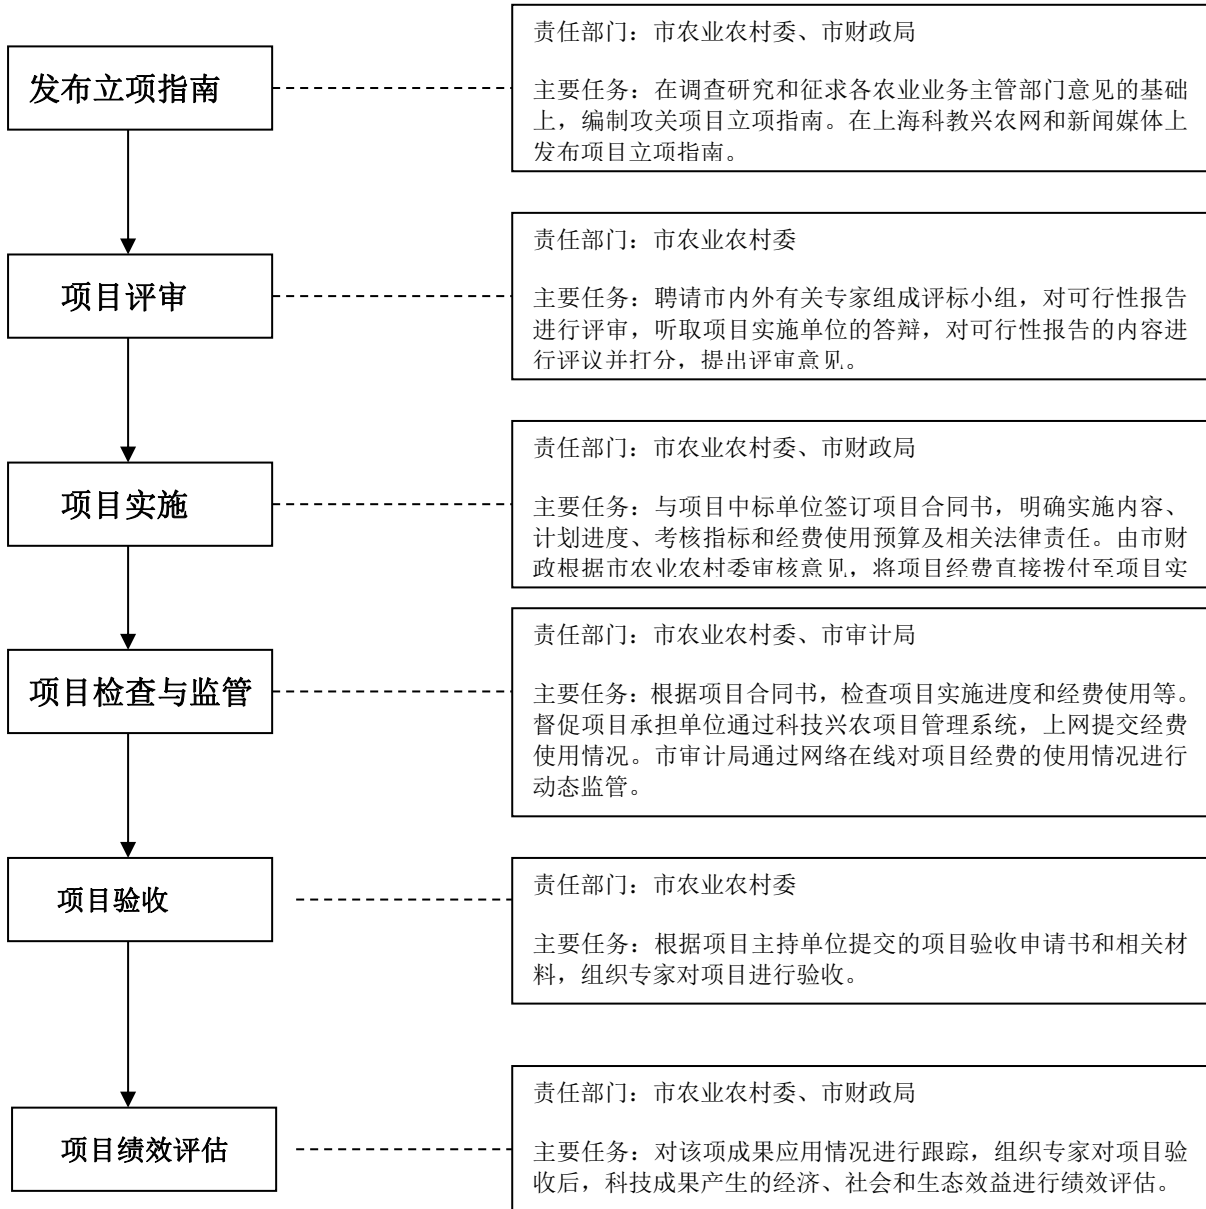 发布立项指南
责任部门：市农业农村委、市财政局
主要任务：在调查研究和征求各农业业务主管部门意见的基础
上，编制攻关项目立项指南。在上海科教兴农网和新闻媒体上
发布项目立项指南。
项目评审
责任部门：市农业农村委
主要任务：聘请市内外有关专家组成评标小组，对可行性报告
进行评审，听取项目实施单位的答辩，对可行性报告的内容进
行评议并打分，提出评审意见。
项目实施
责任部门：市农业农村委、市财政局
主要任务：与项目中标单位签订项目合同书，明确实施内容、
计划进度、考核指标和经费使用预算及相关法律责任。由市财
政根据市农业农村委审核意见，将项目经费直接拨付至项目实
项目检查与监管
责任部门：市农业农村委、市审计局
主要任务：根据项目合同书，检查项目实施进度和经费使用等。
督促项目承担单位通过科技兴农项目管理系统，上网提交经费
使用情况。市审计局通过网络在线对项目经费的使用情况进行
动态监管。
项目验收
责任部门：市农业农村委
主要任务：根据项目主持单位提交的项目验收申请书和相关材
料，组织专家对项目进行验收。
项目绩效评估
责任部门：市农业农村委、市财政局
主要任务：对该项成果应用情况进行跟踪，组织专家对项目验
收后，科技成果产生的经济、社会和生态效益进行绩效评估。